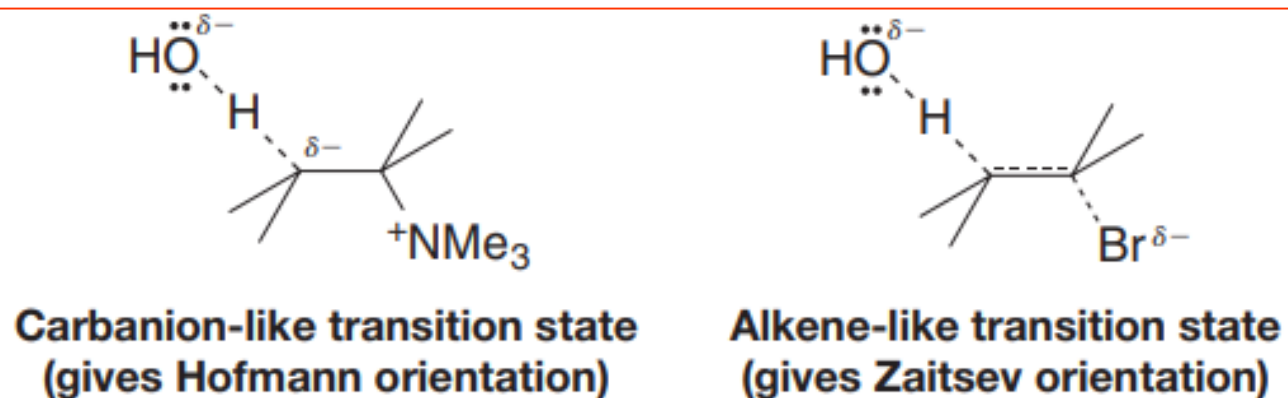 HÖ δ− HÖ δ−
H H
δ−
⁺NMe₃ Br δ−
Carbanion-like transition state Alkene-like transition state
(gives Hofmann orientation) (gives Zaitsev orientation)